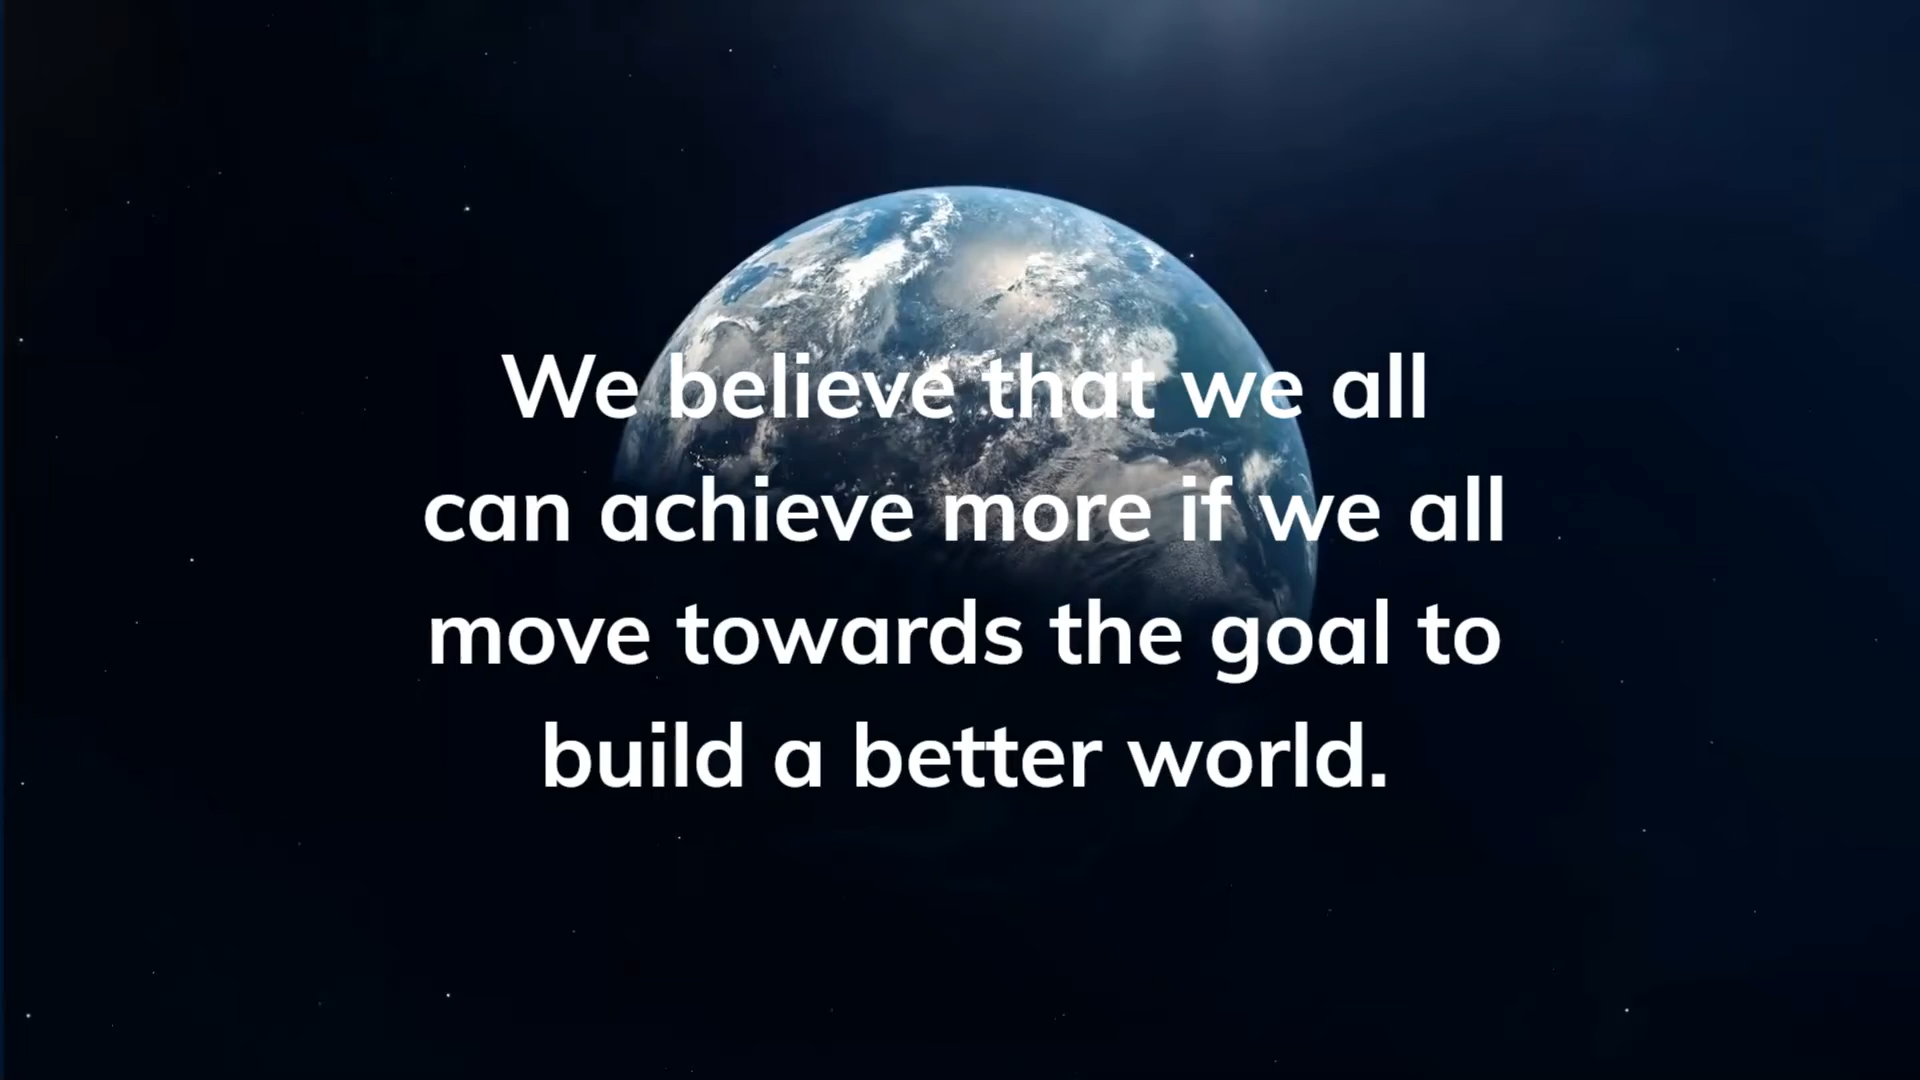 We believe that we all
can achieve more if we all
move towards the goal to
build a better world.